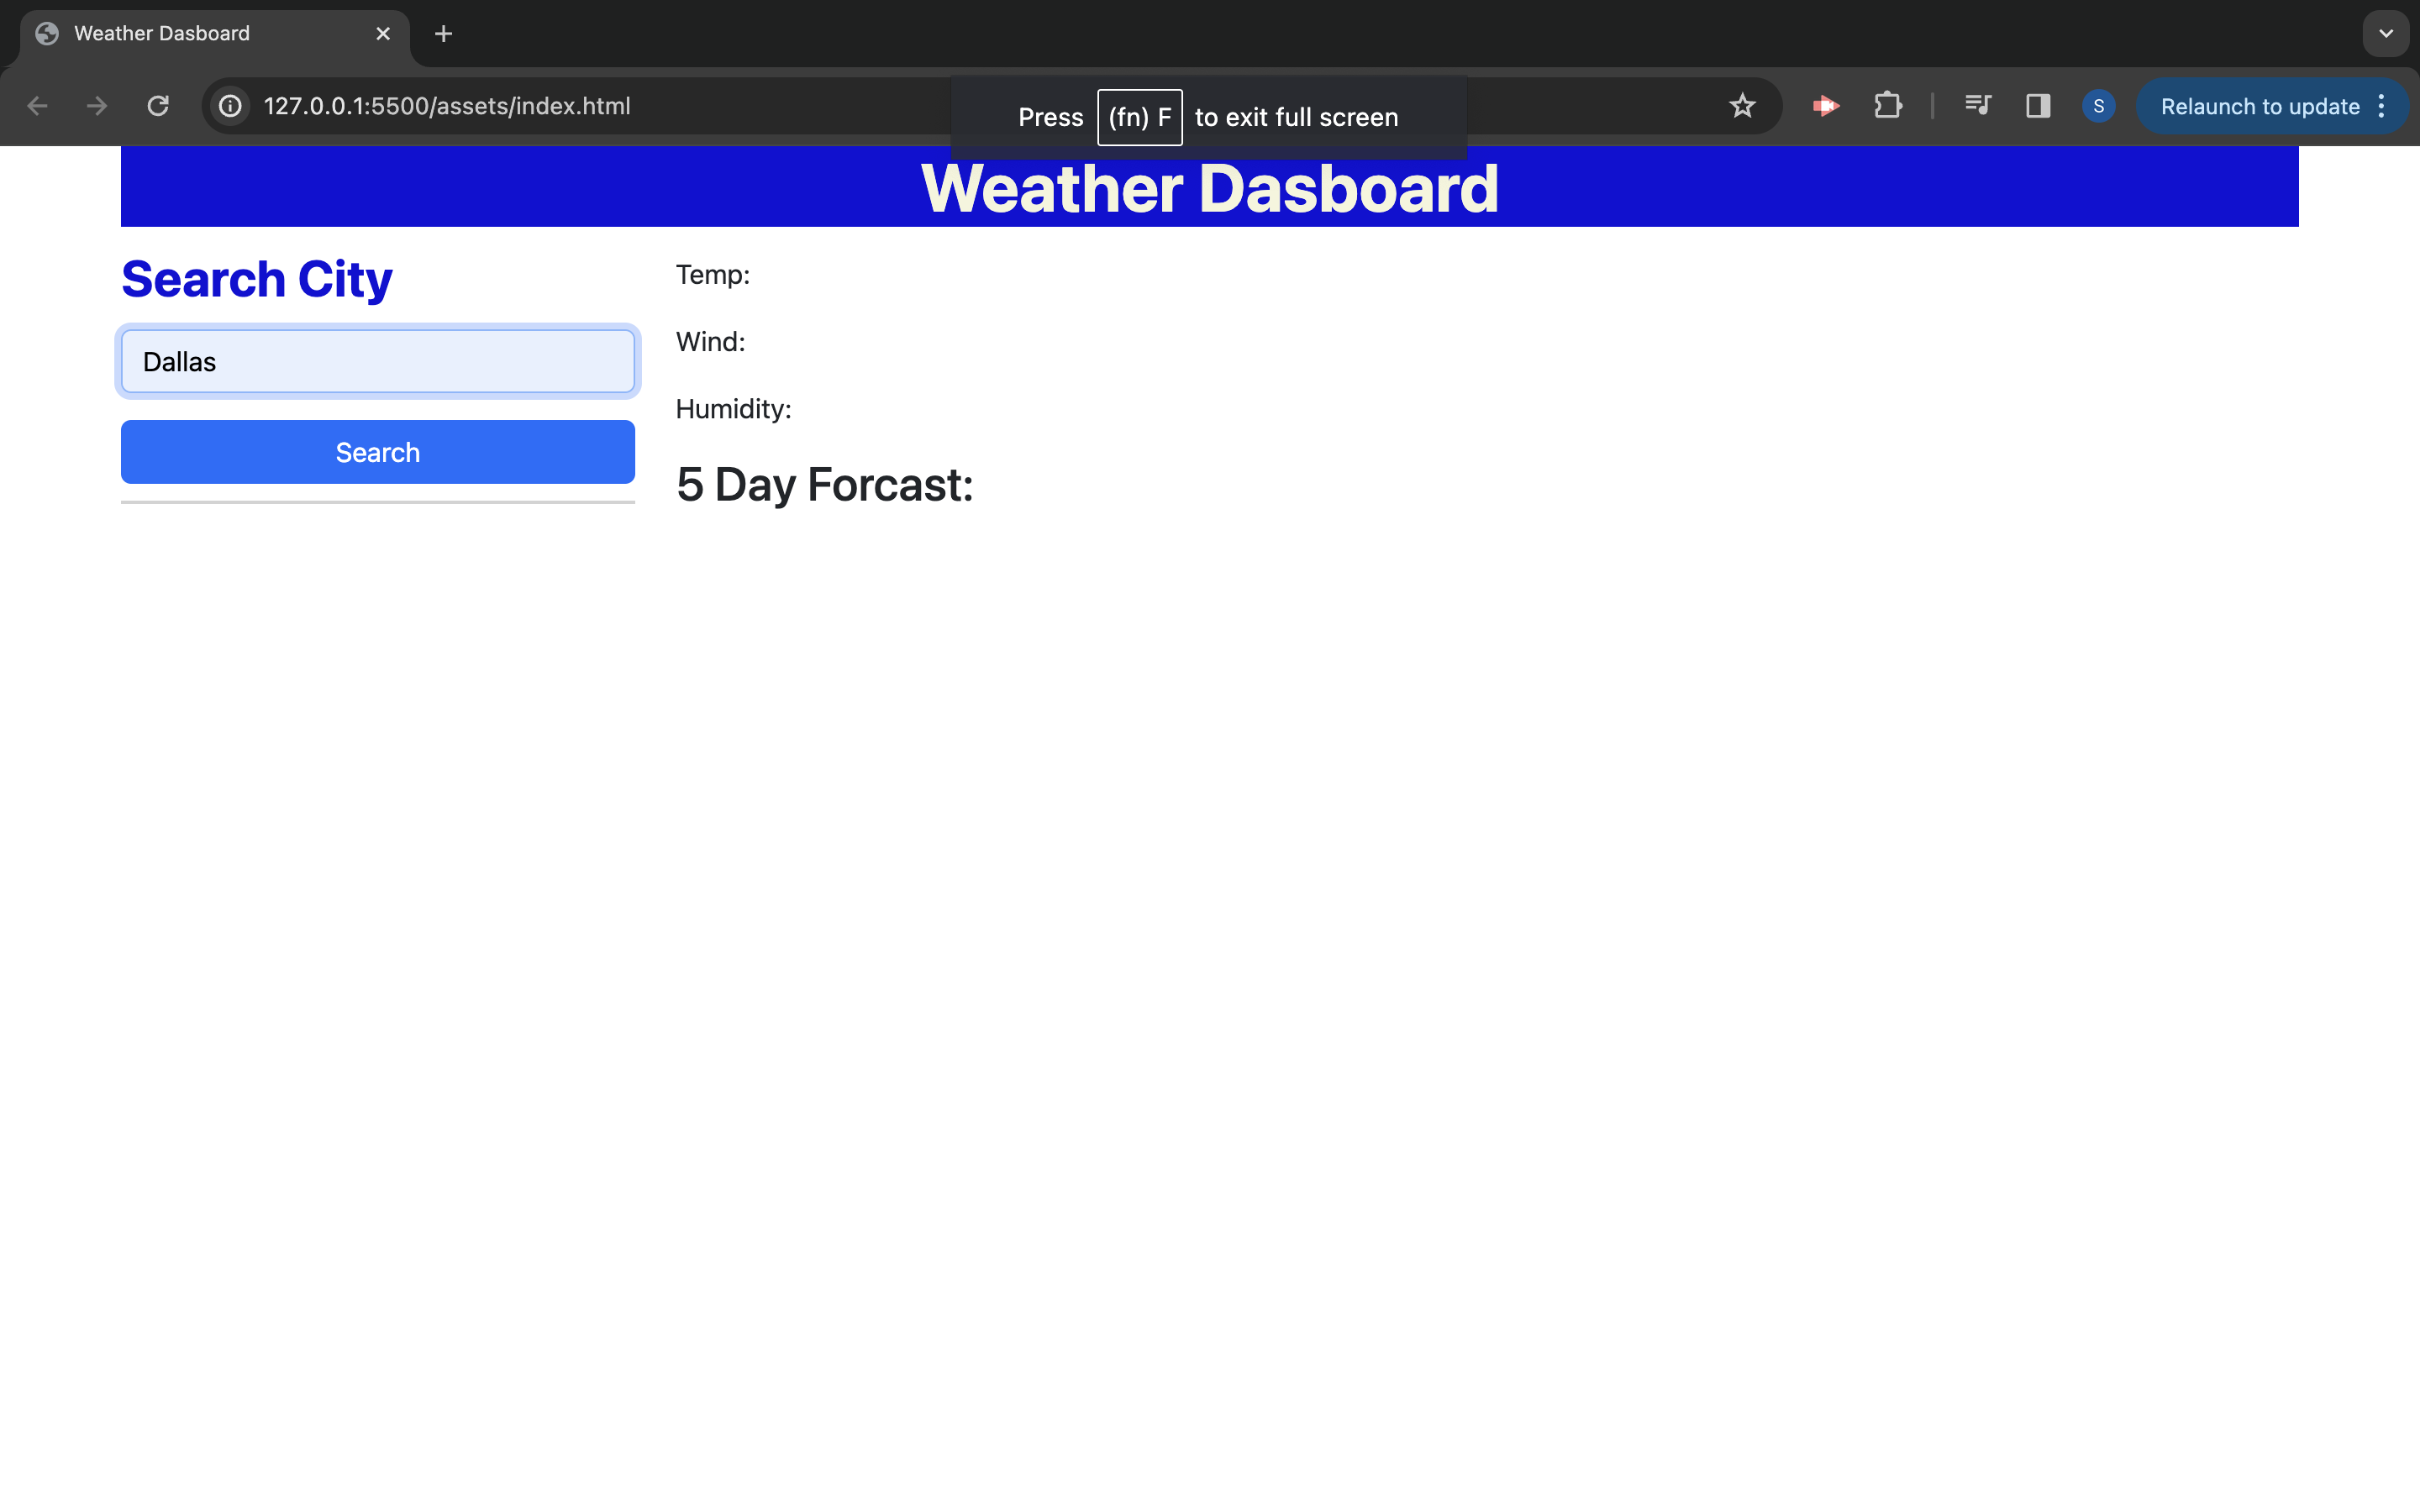 Weather Dasboard
127.0.0.1:5500/assets/index.html
Press (fn) F to exit full screen
S
Relaunch to update
Weather Dasboard
Search City
Dallas
Search
Temp:
Wind:
Humidity:
5 Day Forcast: